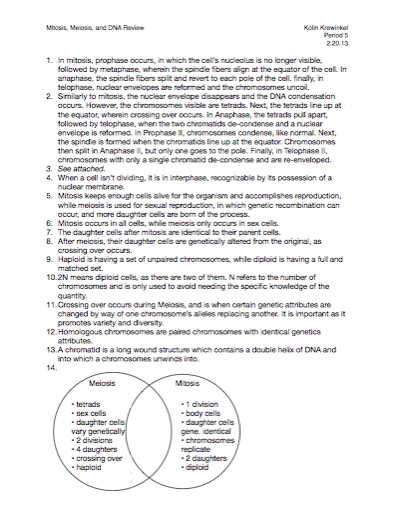 Mitosis, Meiosis, and DNA Review
Kolin Krewinkel
Period 5
2.20.13
1. In mitosis, prophase occurs, in which the cell's nucleolus is no longer visible,
followed by metaphase, wherein the spindle fibers align at the equator of the cell. In
anaphase, the spindle fibers split and revert to each pole of the cell. finally, in
telophase, nuclear envelopes are reformed and the chromosomes uncoil.
2. Similarly to mitosis, the nuclear envelope disappears and the DNA condensation
occurs. However, the chromosomes visible are tetrads. Next, the tetrads line up at
the equator, wherein crossing over occurs. In Anaphase, the tetrads pull apart,
followed by telophase, when the two chromatids de-condense and a nuclear
envelope is reformed. In Prophase II, chromosomes condense, like normal. Next,
the spindle is formed when the chromatids line up at the equator. Chromosomes
then split in Anaphase II, but only one goes to the pole. Finally, in Telophase II,
chromosomes with only a single chromatid de-condense and are re-enveloped.
3. See attached.
4. When a cell isn't dividing, it is in interphase, recognizable by its possession of a
nuclear membrane.
5. Mitosis keeps enough cells alive for the organism and accomplishes reproduction,
while meiosis is used for sexual reproduction, in which genetic recombination can
occur, and more daughter cells are born of the process.
6. Mitosis occurs in all cells, while meiosis only occurs in sex cells.
7. The daughter cells after mitosis are identical to their parent cells.
8. After meiosis, their daughter cells are genetically altered from the original, as
crossing over occurs.
9. Haploid is having a set of unpaired chromosomes, while diploid is having a full and
matched set.
10.2N means diploid cells, as there are two of them. N refers to the number of
chromosomes and is only used to avoid needing the specific knowledge of the
quantity.
11.Crossing over occurs during Meiosis, and is when certain genetic attributes are
changed by way of one chromosome's alleles replacing another. It is important as it
promotes variety and diversity.
12.Homologous chromosomes are paired chromosomes with identical genetics
attributes.
13.A chromatid is a long wound structure which contains a double helix of DNA and
into which a chromosomes unwinds into.
14.
Meiosis
• tetrads
• sex cells
• daughter cells
vary genetically
• 2 divisions
• 4 daughters
• crossing over
• haploid
Mitosis
• 1 division
• body cells
• daughter cells
gene. identical
• chromosomes
replicate
• 2 daughters
• diploid